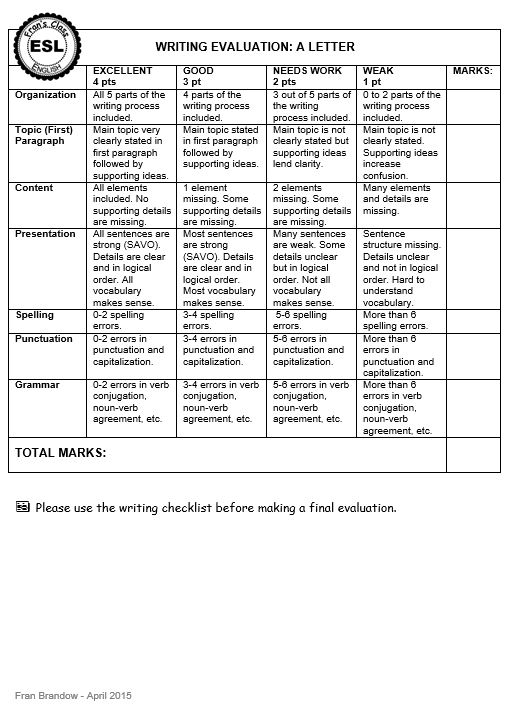 Fran's Class
ESL
ENGLISH
WRITING EVALUATION: A LETTER
EXCELLENT
4 pts
GOOD
3 pt
NEEDS WORK
2 pts
WEAK
1 pt
MARKS:
Organization
All 5 parts of the
writing process
included.
4 parts of the
writing process
included.
3 out of 5 parts of
the writing
process included.
0 to 2 parts of the
writing process
included.
Topic (First)
Paragraph
Main topic very
clearly stated in
first paragraph
followed by
supporting ideas.
Main topic stated
in first paragraph
followed by
supporting ideas.
Main topic is not
clearly stated but
supporting ideas
lend clarity.
Main topic is not
clearly stated.
Supporting ideas
increase
confusion.
Content
All elements
included. No
supporting details
are missing.
1 element
missing. Some
supporting details
are missing.
2 elements
missing. Some
supporting details
are missing.
Many elements
and details are
missing.
Presentation
All sentences are
strong (SAVO).
Details are clear
and in logical
order. All
vocabulary
makes sense.
Most sentences
are strong
(SAVO). Details
are clear and in
logical order.
Most vocabulary
makes sense.
Many sentences
are weak. Some
details unclear
but in logical
order. Not all
vocabulary
makes sense.
Sentence
structure missing.
Details unclear
and not in logical
order. Hard to
understand
vocabulary.
Spelling
0-2 spelling
errors.
3-4 spelling
errors.
5-6 spelling
errors.
More than 6
spelling errors.
Punctuation
0-2 errors in
punctuation and
capitalization.
3-4 errors in
punctuation and
capitalization.
5-6 errors in
punctuation and
capitalization.
More than 6
errors in
punctuation and
capitalization.
Grammar
0-2 errors in verb
conjugation,
noun-verb
agreement, etc.
3-4 errors in verb
conjugation,
noun-verb
agreement, etc.
5-6 errors in verb
conjugation,
noun-verb
agreement, etc.
More than 6
errors in verb
conjugation,
noun-verb
agreement, etc.
TOTAL MARKS:
Please use the writing checklist before making a final evaluation.
Fran Brandow - April 2015